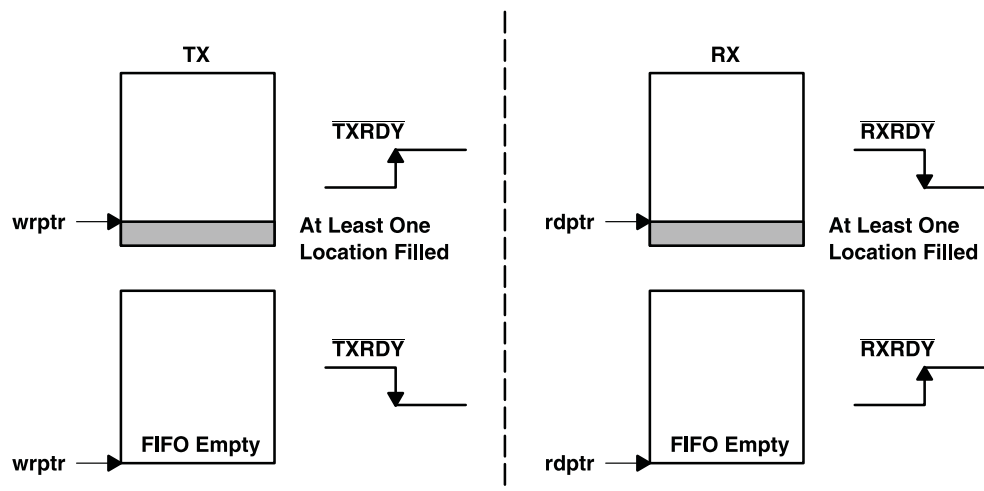 TX
TXRDY
wrptr
At Least One
Location Filled
TXRDY
FIFO Empty
wrptr
RX
RXRDY
rdptr
At Least One
Location Filled
RXRDY
FIFO Empty
rdptr